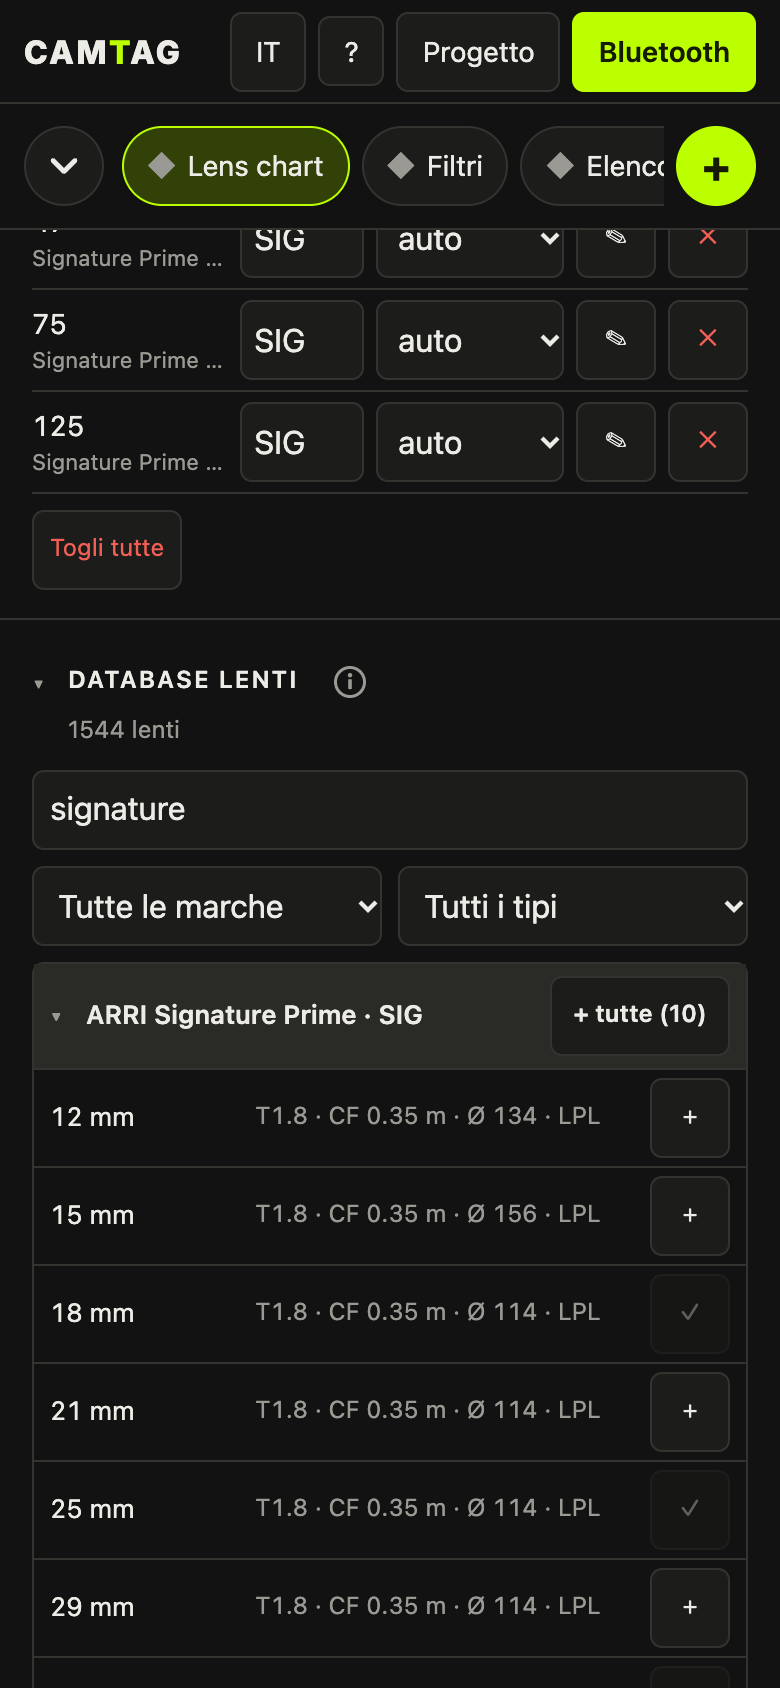 CAMTAG
IT
?
Progetto
Bluetooth
Lens chart
Filtri
Elenco
+
Signature Prime ...
SIG
auto
75
Signature Prime ...
SIG
auto
125
Signature Prime ...
SIG
auto
Togli tutte
DATABASE LENTI
1544 lenti
signature
Tutte le marche
Tutti i tipi
ARRI Signature Prime · SIG
+ tutte (10)
12 mm
T1.8 · CF 0.35 m · Ø 134 · LPL
+
15 mm
T1.8 · CF 0.35 m · Ø 156 · LPL
+
18 mm
T1.8 · CF 0.35 m · Ø 114 · LPL
✓
21 mm
T1.8 · CF 0.35 m · Ø 114 · LPL
+
25 mm
T1.8 · CF 0.35 m · Ø 114 · LPL
✓
29 mm
T1.8 · CF 0.35 m · Ø 114 · LPL
+